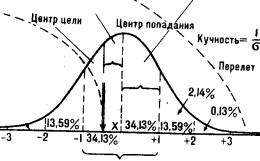 Центр цели
Центр попадания
Кучность = 1/σ
Перелет
2,14%
0,13%
13,59% 34,13% X 34,13% 13,59%
-3 -2 -1 +1 +2 +3